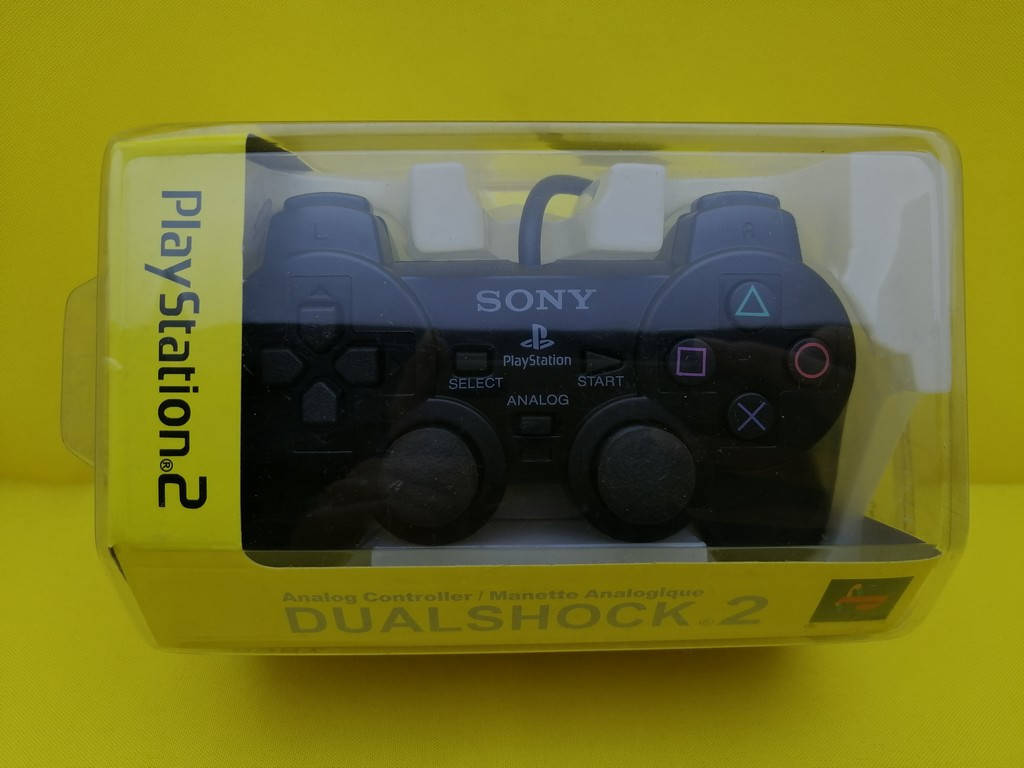 PlayStation®2
L
R
SONY
PlayStation
SELECT
START
ANALOG
Analog Controller / Manette Analogique
DUALSHOCK®2